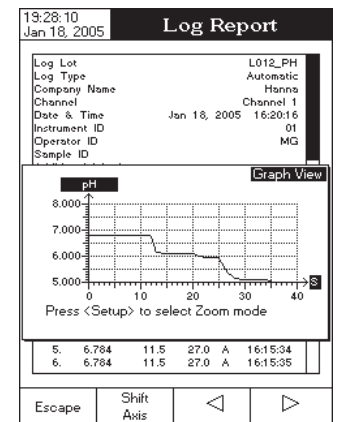 19:28:10
Jan 18, 2005
Log Report
Log Lot L012_PH
Log Type Automatic
Company Name Hanna
Channel Channel 1
Date & Time Jan 18, 2005 16:20:16
Instrument ID 01
Operator ID MG
Sample ID
Graph View
pH
8.000
7.000
6.000
5.000
0 10 20 30 40 S
Press <Setup> to select Zoom mode
5. 6.784 11.5 27.0 A 16:15:34
6. 6.784 11.5 27.0 A 16:15:35
Escape
Shift
Axis